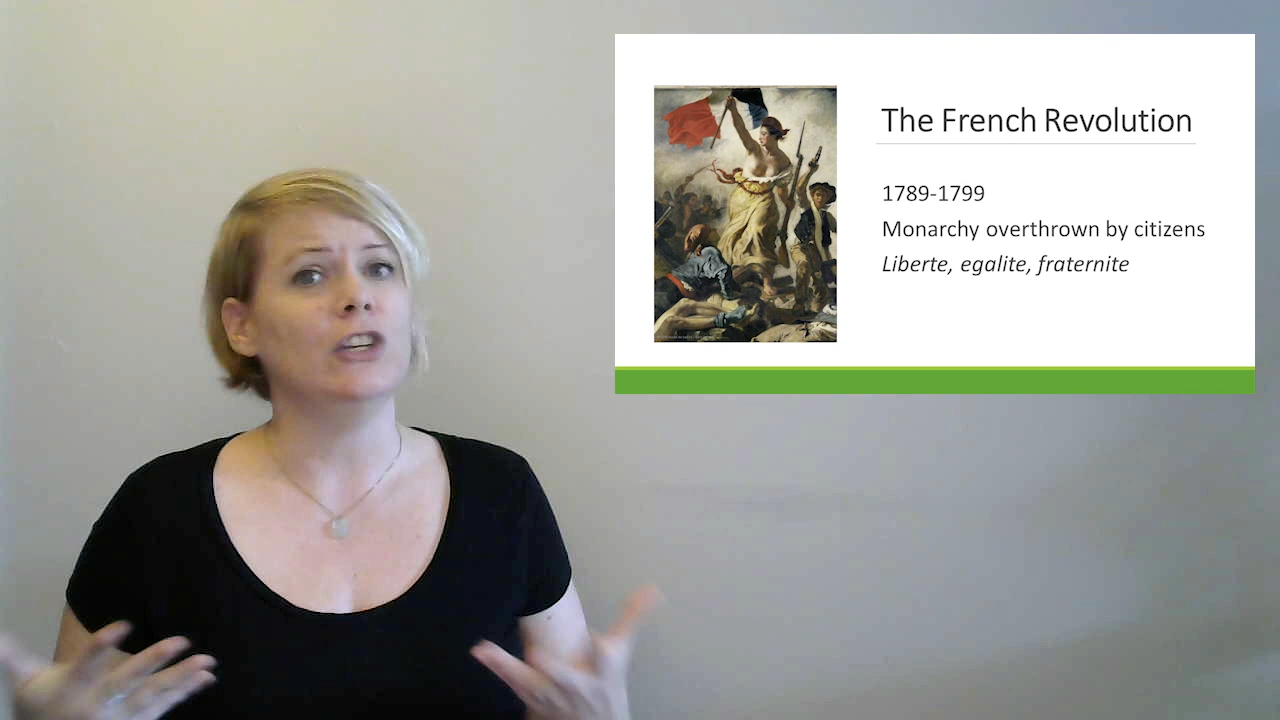 The French Revolution
1789-1799
Monarchy overthrown by citizens
Liberte, egalite, fraternite